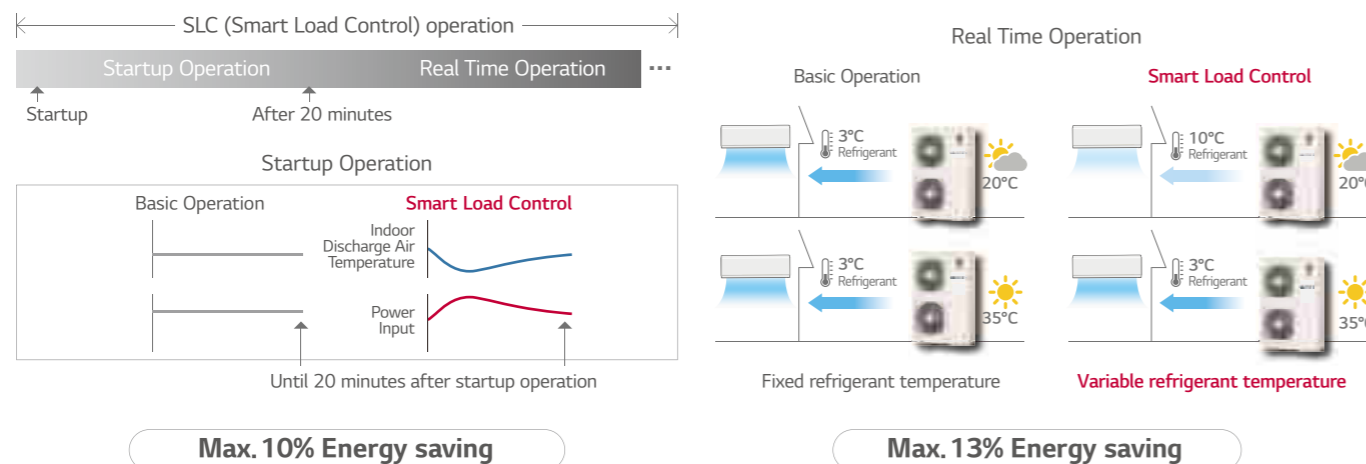 SLC (Smart Load Control) operation
Startup Operation
Real Time Operation
...
Startup
After 20 minutes
Startup Operation
Basic Operation
Smart Load Control
Indoor
Discharge Air
Temperature
Power
Input
Until 20 minutes after startup operation
Max. 10% Energy saving
Real Time Operation
Basic Operation
Smart Load Control
3°C
Refrigerant
20°C
10°C
Refrigerant
20°
3°C
Refrigerant
35°C
3°C
Refrigerant
35°
Fixed refrigerant temperature
Variable refrigerant temperature
Max. 13% Energy saving